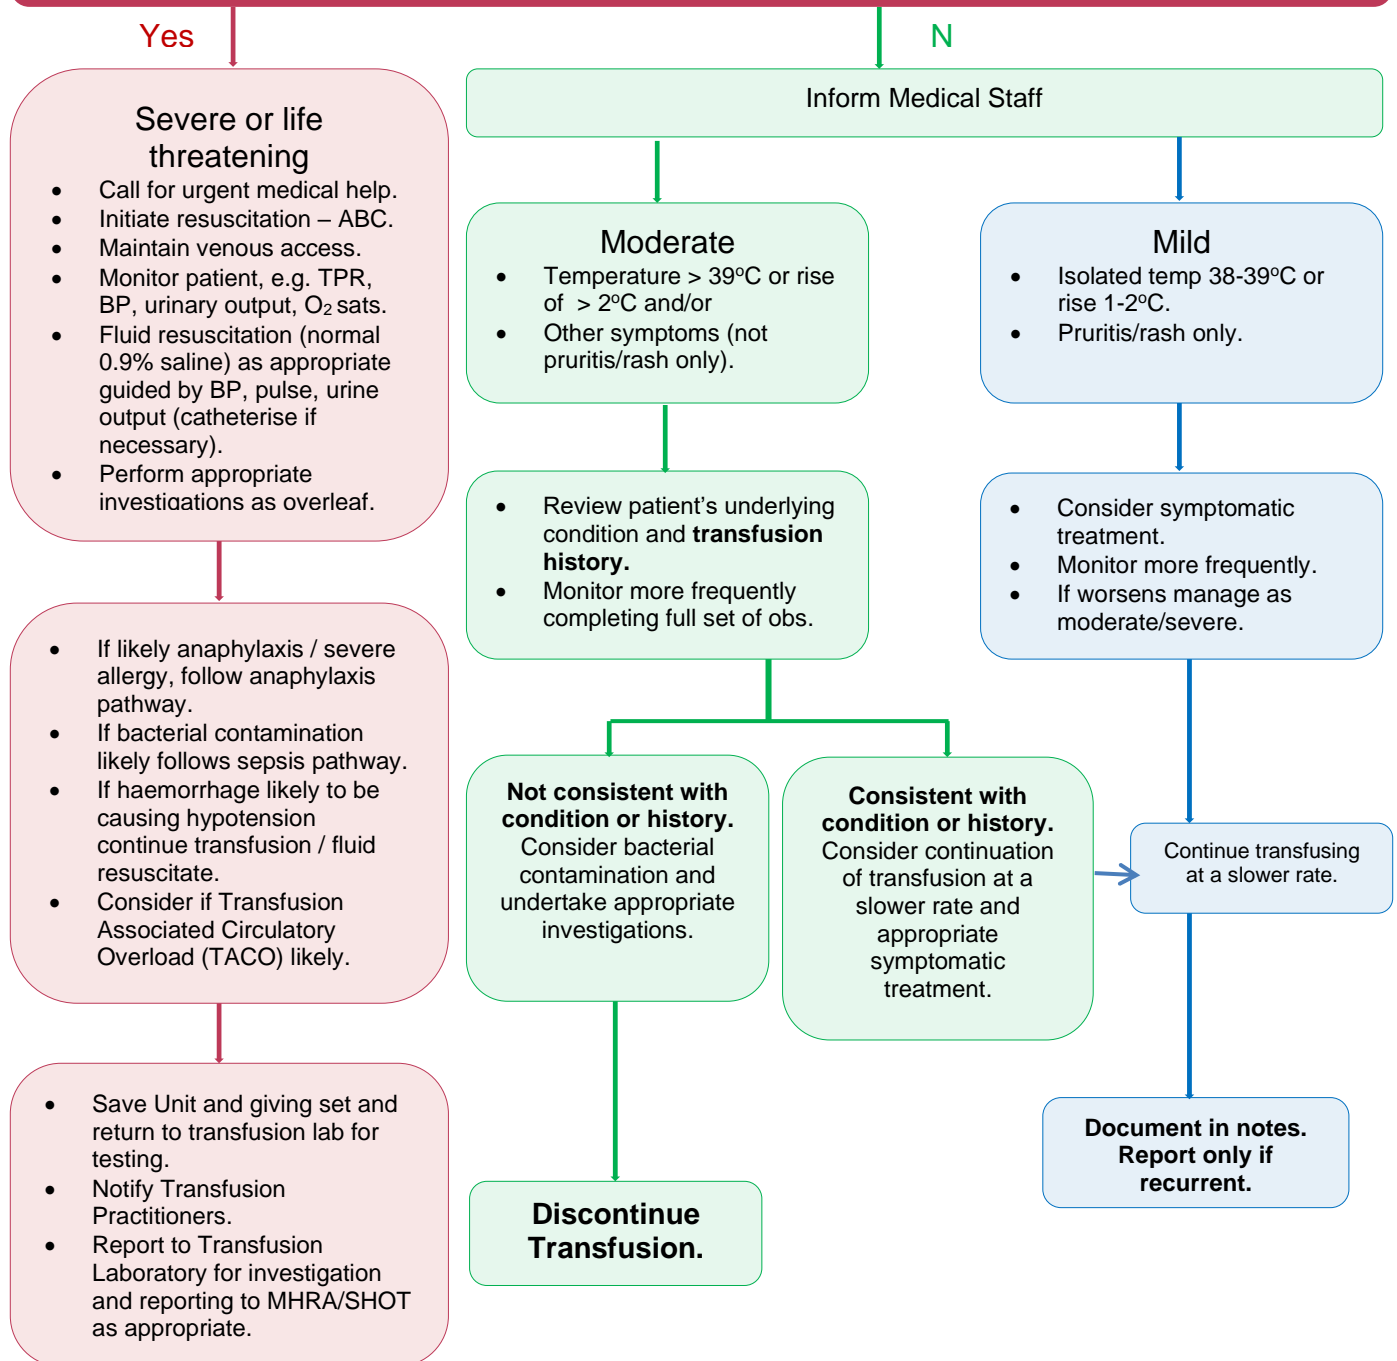 Yes
N
Severe or life
threatening
• Call for urgent medical help.
• Initiate resuscitation – ABC.
• Maintain venous access.
• Monitor patient, e.g. TPR,
BP, urinary output, O2 sats.
• Fluid resuscitation (normal
0.9% saline) as appropriate
guided by BP, pulse, urine
output (catheterise if
necessary).
• Perform appropriate
investigations as overleaf.
• If likely anaphylaxis / severe
allergy, follow anaphylaxis
pathway.
• If bacterial contamination
likely follows sepsis pathway.
• If haemorrhage likely to be
causing hypotension
continue transfusion / fluid
resuscitate.
• Consider if Transfusion
Associated Circulatory
Overload (TACO) likely.
• Save Unit and giving set and
return to transfusion lab for
testing.
• Notify Transfusion
Practitioners.
• Report to Transfusion
Laboratory for investigation
and reporting to MHRA/SHOT
as appropriate.
Inform Medical Staff
Moderate
• Temperature > 39ºC or rise
of > 2ºC and/or
• Other symptoms (not
pruritis/rash only).
• Review patient’s underlying
condition and transfusion
history.
• Monitor more frequently
completing full set of obs.
Not consistent with
condition or history.
Consider bacterial
contamination and
undertake appropriate
investigations.
Discontinue
Transfusion.
Consistent with
condition or history.
Consider continuation
of transfusion at a
slower rate and
appropriate
symptomatic
treatment.
Mild
• Isolated temp 38-39ºC or
rise 1-2ºC.
• Pruritis/rash only.
• Consider symptomatic
treatment.
• Monitor more frequently.
• If worsens manage as
moderate/severe.
Continue transfusing
at a slower rate.
Document in notes.
Report only if
recurrent.